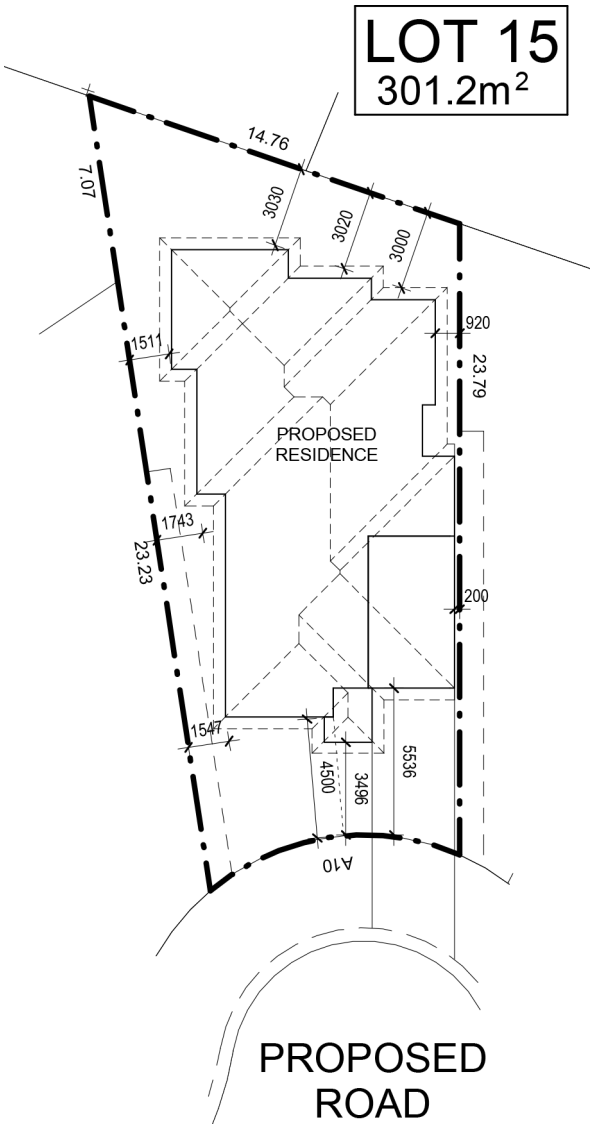 LOT 15
301.2m²
14.76
7.07
3030
3020
3000
920
1511
23.79
PROPOSED
RESIDENCE
1743
23.23
200
1547
4500
3496
5536
A10
PROPOSED
ROAD